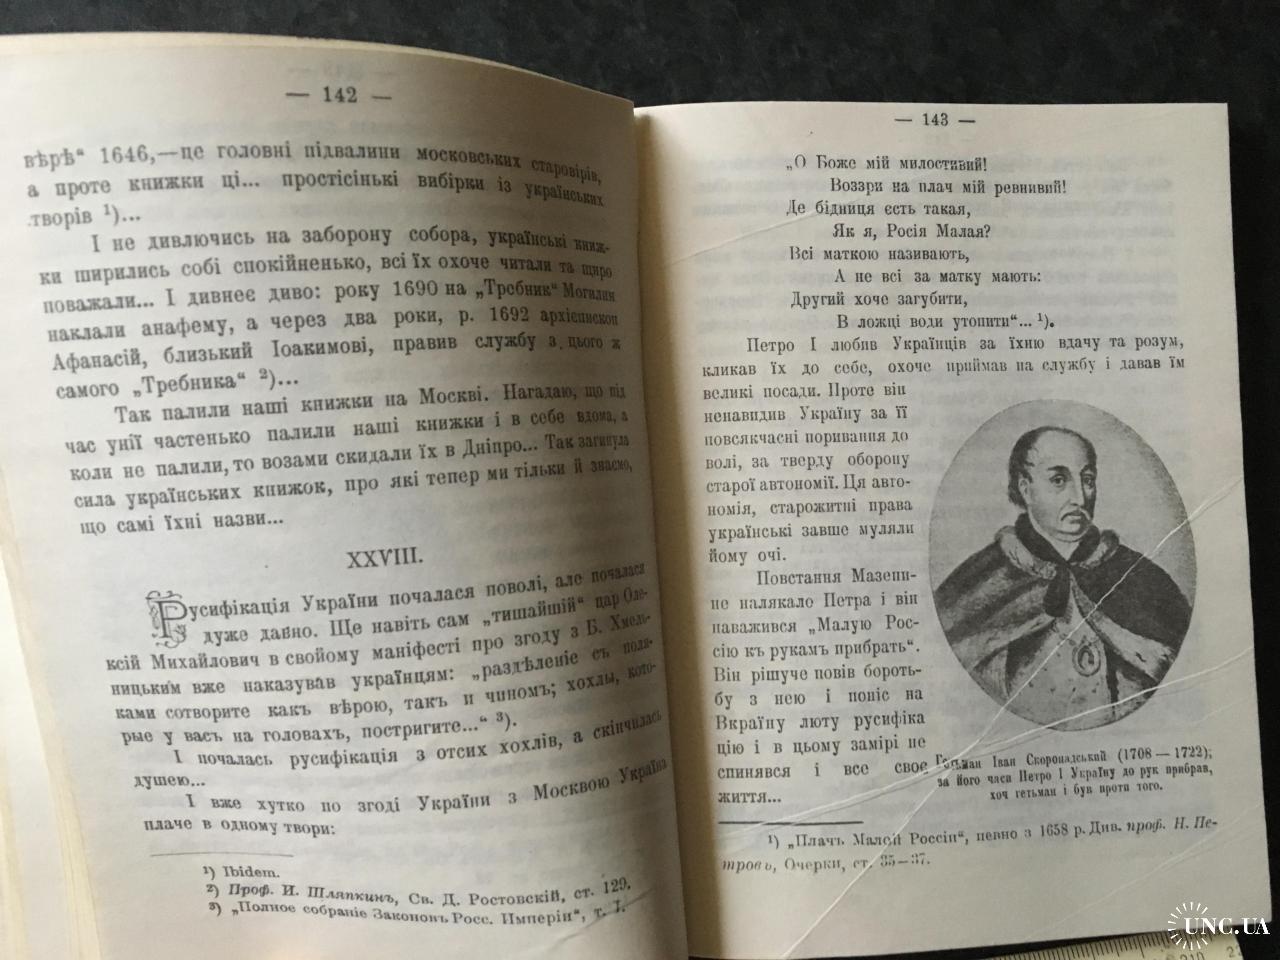 — 142 —
вѣрѣ“ 1646,—це головні підвалини московських старовірів,
а проте книжки ці... простісінькі вибірки із українських
творів ¹)...
І не дивлючись на заборону собора, українські книж-
ки ширились собі спокійненько, всі їх охоче читали та щиро
поважали... І дивнеє диво: року 1690 на „Требник“ Могилин
наклали анафему, а через два роки, р. 1692 архієпископ
Афанасій, близький Іоакимові, правив службу з цього ж
самого „Требника“ ²)...
Так палили наші книжки на Москві. Нагадаю, що під
час унії частенько палили наші книжки і в себе вдома, а
коли не палили, то возами скидали їх в Дніпро... Так загинула
сила українських книжок, про які тепер ми тільки й знаємо,
що самі їхні назви...
XXVIII.
Русифікація України почалася поволі, але почалася
дуже давно. Ще навіть сам „тишайшій“ цар Оле-
ксій Михайлович в свойому маніфесті про згоду з Б. Хмель-
ницьким вже наказував українцям: „раздѣленіе съ поля-
ками сотворите какъ вѣрою, такъ и чиномъ; хохлы, кото-
рые у васъ на головахъ, постригите...“ ³).
І почалась русифікація з отсих хохлів, а скінчилась
душею...
І вже хутко по згоді України з Москвою Україна
плаче в одному твори:
¹) Ibidem.
²) Проф. И. Шляпкинъ, Св. Д. Ростовскій, ст. 129.
³) „Полное собраніе Законовъ Росс. Имперіи“, т. I.
— 143 —
„О Боже мій милостивий!
Воззри на плач мій ревнивий!
Де бідниця єсть такая,
Як я, Росія Малая?
Всі маткою називають,
А не всі за матку мають:
Другий хоче загубити,
В ложці води утопити“... ¹).
Петро І любив Українців за їхню вдачу та розум,
кликав їх до себе, охоче приймав на службу і давав їм
великі посади. Проте він
ненавидив Україну за її
повсякчасні поривання до
волі, за тверду оборону
старої автономії. Ця авто-
номія, старожитні права
українські завше муляли
йому очі.
Повстання Мазепи-
не налякало Петра і він
наважився „Малую Рос-
сію къ рукам прибрать“.
Він рішуче повів бороть-
бу з нею і поніс на
Вкраїну люту русифіка
цію і в цьому замірі не
спинявся і все своє
життя...
Гетьман Іван Скоропадський (1708 — 1722);
за його часи Петро І Україну до рук прибрав,
хоч гетьман і був проти того.
¹) „Плачъ Малой Россіи“, певно з 1658 р. Див. проф. Н. Пе-
тровъ, Очерки, ст. 35—37.
UNC.UA